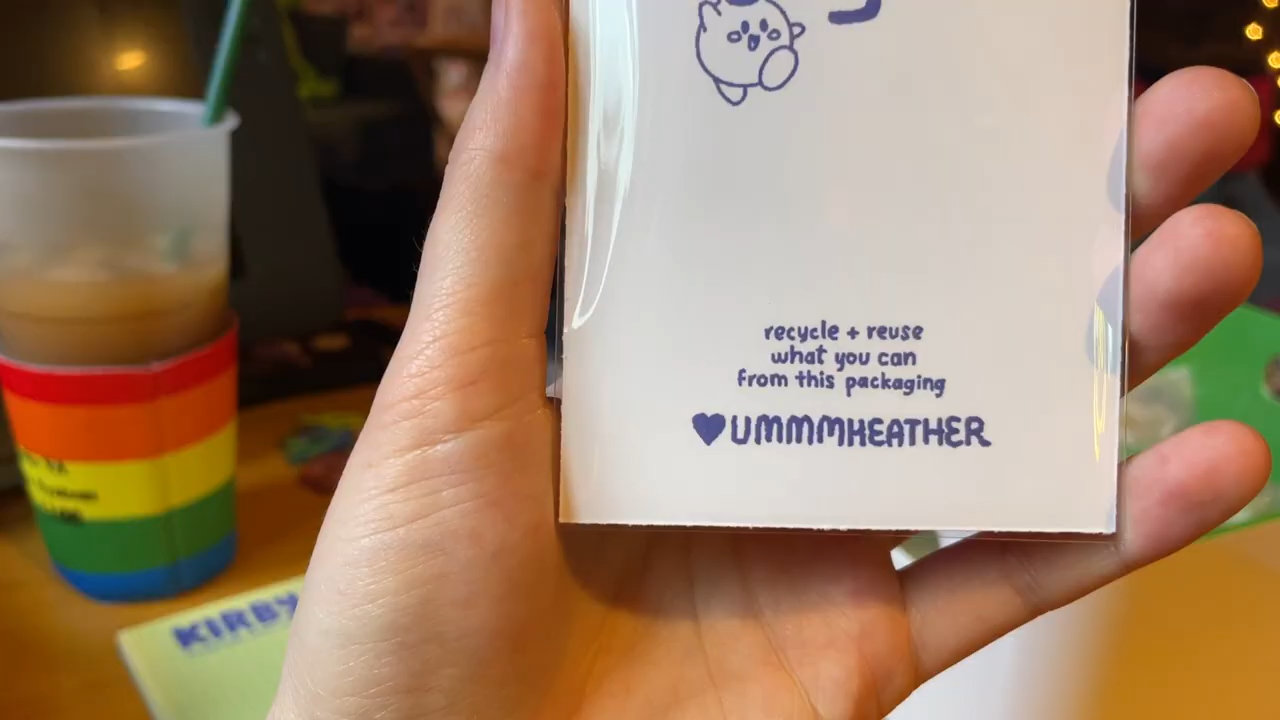 recycle + reuse
what you can
from this packaging
♥UMMMHEATHER
KIRBY